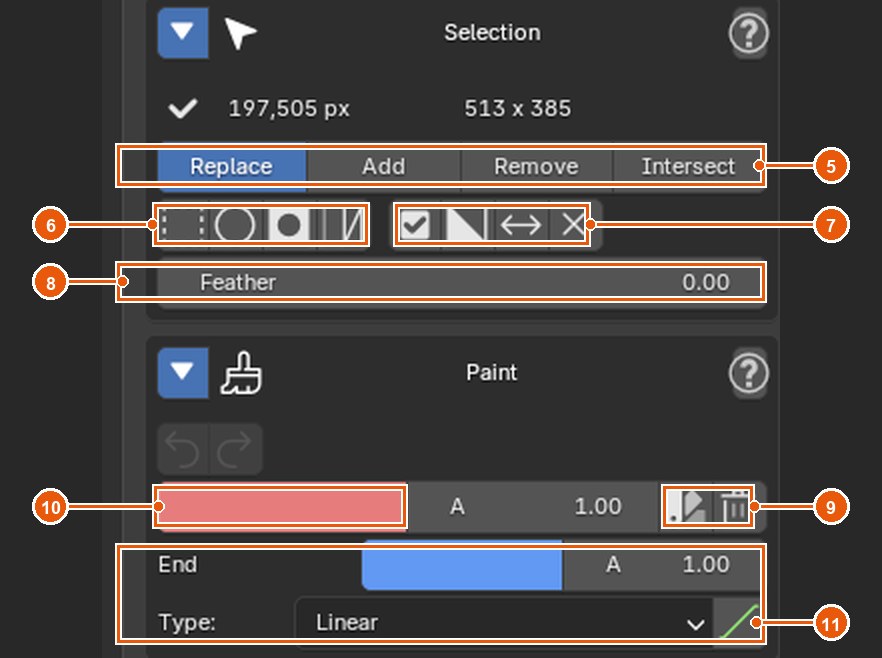 Selection ?
197,505 px 513 x 385
Replace Add Remove Intersect 5
6 7
8 Feather 0.00
Paint ?
10 A 1.00 9
End A 1.00
Type: Linear 11